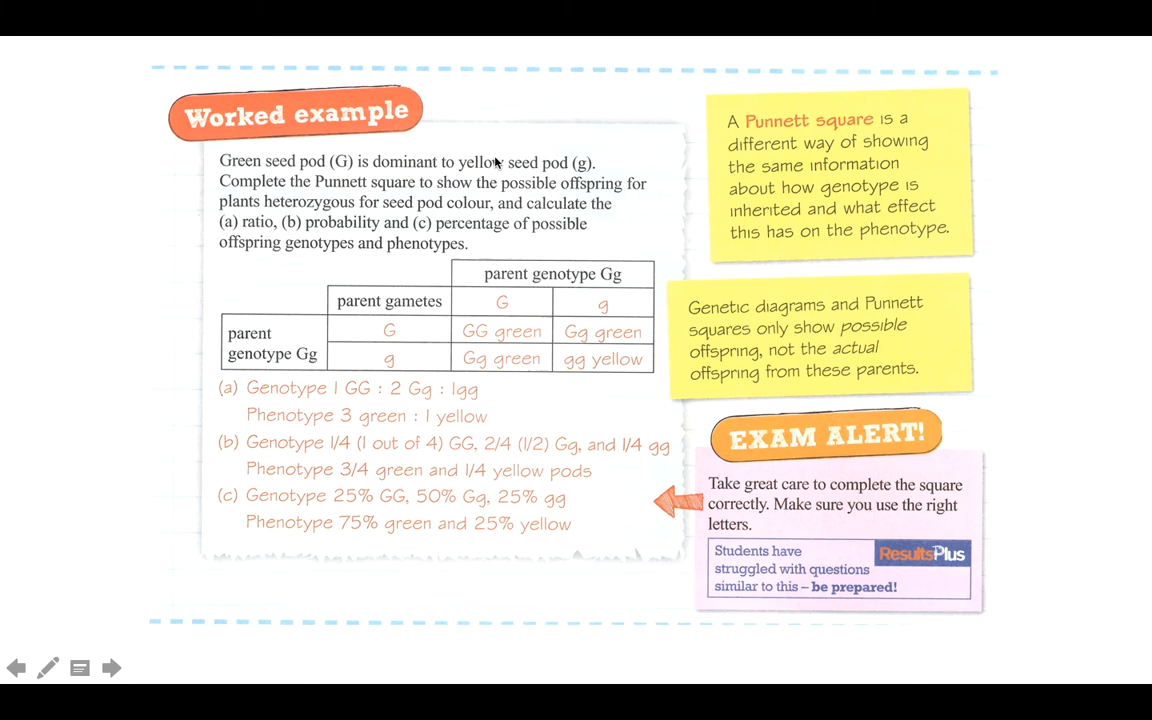 Worked example
Green seed pod (G) is dominant to yellow seed pod (g).
Complete the Punnett square to show the possible offspring for
plants heterozygous for seed pod colour, and calculate the
(a) ratio, (b) probability and (c) percentage of possible
offspring genotypes and phenotypes.
parent genotype Gg
parent gametes G g
parent genotype Gg
G GG green Gg green
g Gg green gg yellow
(a) Genotype 1 GG : 2 Gg : 1gg
Phenotype 3 green : 1 yellow
(b) Genotype 1/4 (1 out of 4) GG, 2/4 (1/2) Gg, and 1/4 gg
Phenotype 3/4 green and 1/4 yellow pods
(c) Genotype 25% GG, 50% Gg, 25% gg
Phenotype 75% green and 25% yellow
A Punnett square is a
different way of showing
the same information
about how genotype is
inherited and what effect
this has on the phenotype.
Genetic diagrams and Punnett
squares only show possible
offspring, not the actual
offspring from these parents.
EXAM ALERT!
Take great care to complete the square
correctly. Make sure you use the right
letters.
Students have
struggled with questions
similar to this – be prepared!
ResultsPlus